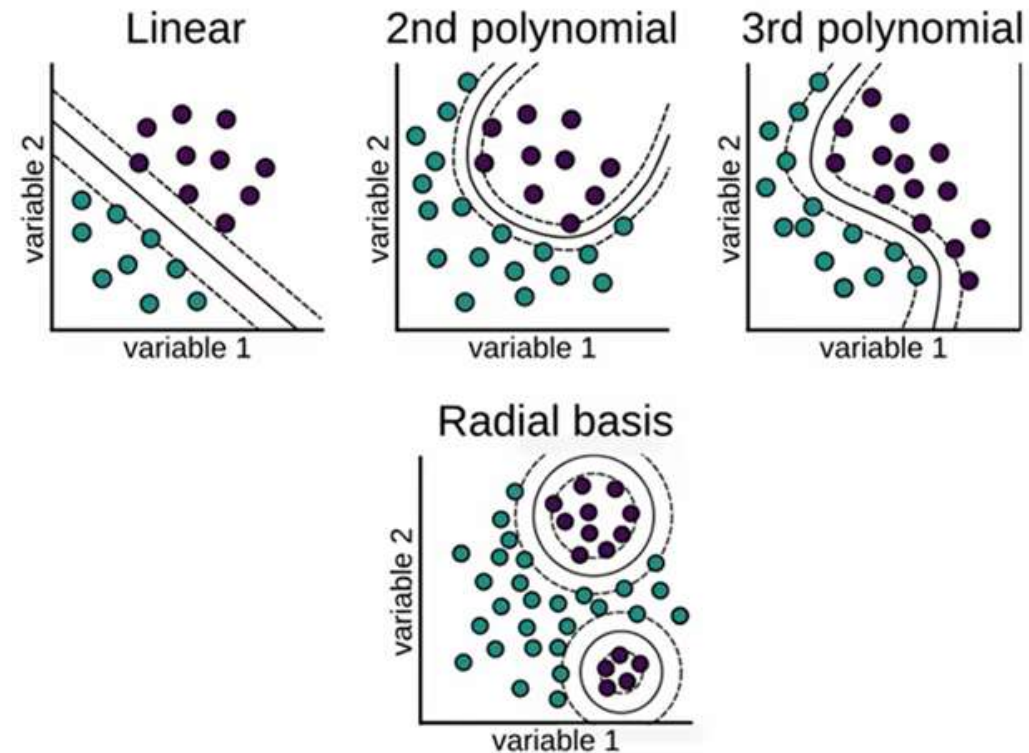 Linear
2nd polynomial
3rd polynomial
variable 2
variable 1
variable 2
variable 1
variable 2
variable 1
Radial basis
variable 2
variable 1